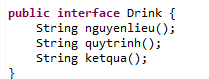 public interface Drink {
    String nguyenlieu();
    String quytrinh();
    String ketqua();
}